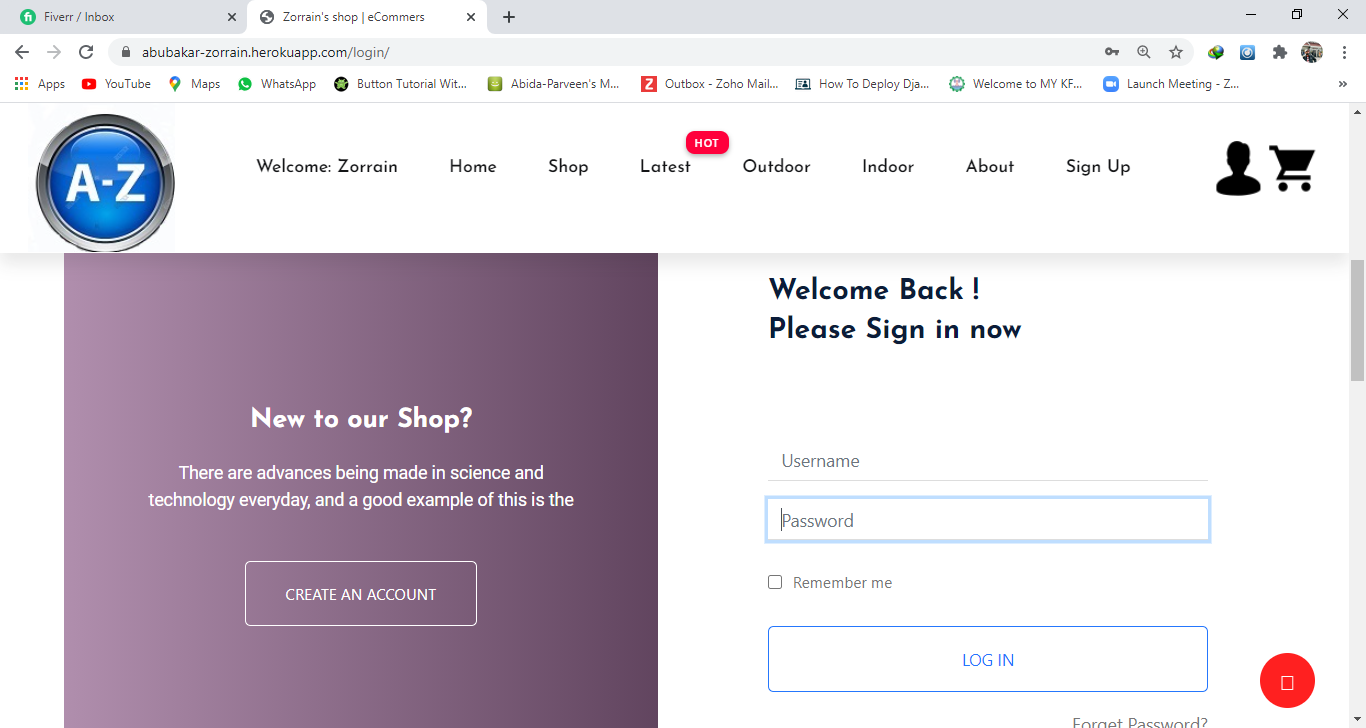 Fiverr / Inbox
Zorrain's shop | eCommers
abubakar-zorrain.herokuapp.com/login/
Apps
YouTube
Maps
WhatsApp
Button Tutorial Wit...
Abida-Parveen's M...
Outbox - Zoho Mail...
How To Deploy Dja...
Welcome to MY KF...
Launch Meeting - Z...
»
A-Z
Welcome: Zorrain
Home
Shop
Latest
HOT
Outdoor
Indoor
About
Sign Up
New to our Shop?
There are advances being made in science and
technology everyday, and a good example of this is the
CREATE AN ACCOUNT
Welcome Back !
Please Sign in now
Username
Password
Remember me
LOG IN
Forget Password?